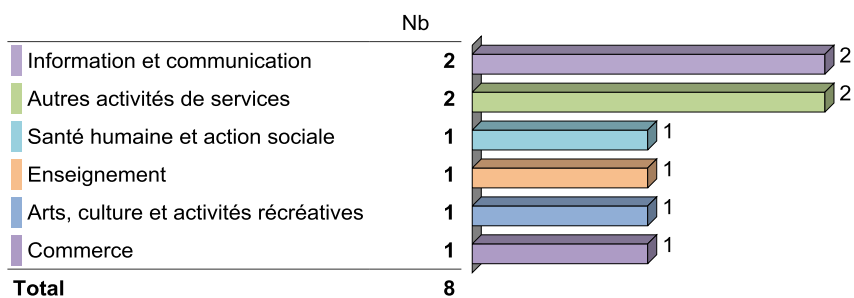 Nb
Information et communication 2 2
Autres activités de services 2 2
Santé humaine et action sociale 1 1
Enseignement 1 1
Arts, culture et activités récréatives 1 1
Commerce 1 1
Total 8